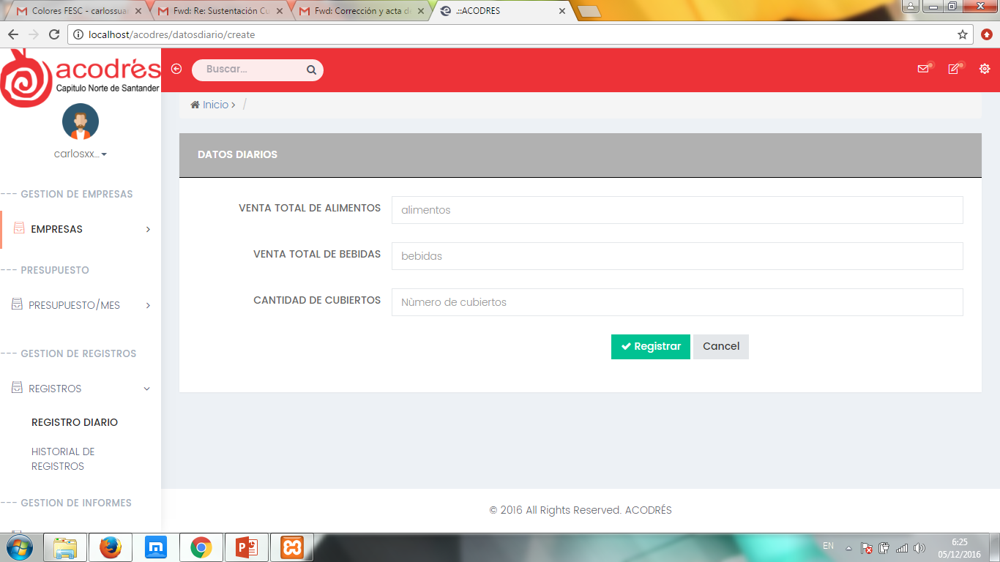 Colores FESC - carlossua
Fwd: Re: Sustentación Cu
Fwd: Corrección y acta de
.::ACODRES
localhost/acodres/datosdiario/create
acodrés
Capitulo Norte de Santander
Buscar...
Inicio > /
carlosxx...
DATOS DIARIOS
VENTA TOTAL DE ALIMENTOS
alimentos
VENTA TOTAL DE BEBIDAS
bebidas
CANTIDAD DE CUBIERTOS
Nùmero de cubiertos
Registrar
Cancel
--- GESTION DE EMPRESAS
EMPRESAS
--- PRESUPUESTO
PRESUPUESTO/MES
--- GESTION DE REGISTROS
REGISTROS
REGISTRO DIARIO
HISTORIAL DE
REGISTROS
--- GESTION DE INFORMES
© 2016 All Rights Reserved. ACODRÉS
EN
6:25
05/12/2016